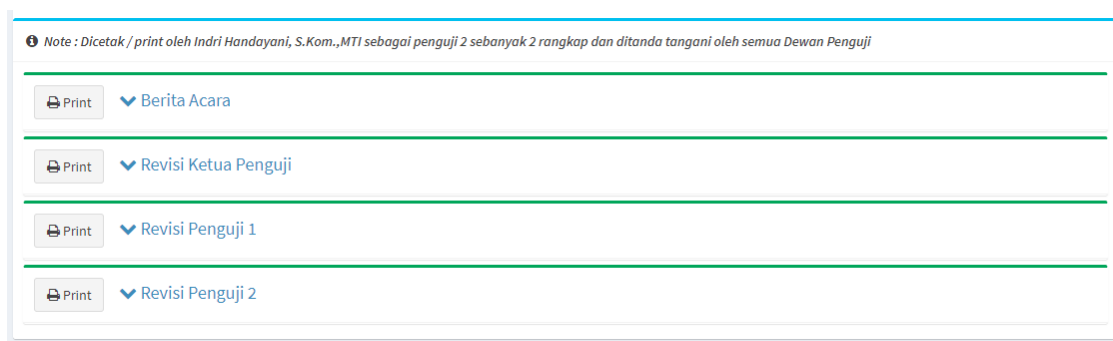 Note : Dicetak / print oleh Indri Handayani, S.Kom.,MTI sebagai penguji 2 sebanyak 2 rangkap dan ditanda tangani oleh semua Dewan Penguji
Print Berita Acara
Print Revisi Ketua Penguji
Print Revisi Penguji 1
Print Revisi Penguji 2